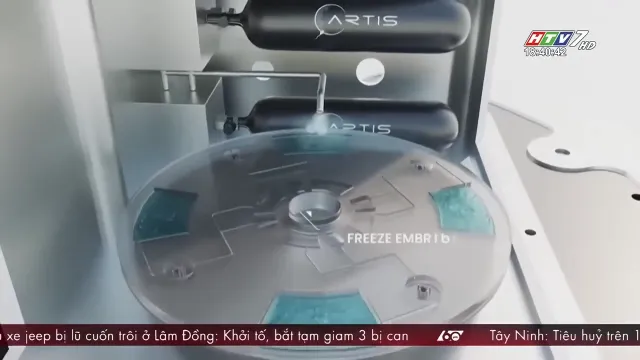 ARTIS
HTV7 HD
18:40:42
ARTIS
FREEZE EMBR
xe jeep bị lũ cuốn trôi ở Lâm Đồng: Khởi tố, bắt tạm giam 3 bị can
60
Tây Ninh: Tiêu huỷ trên 1